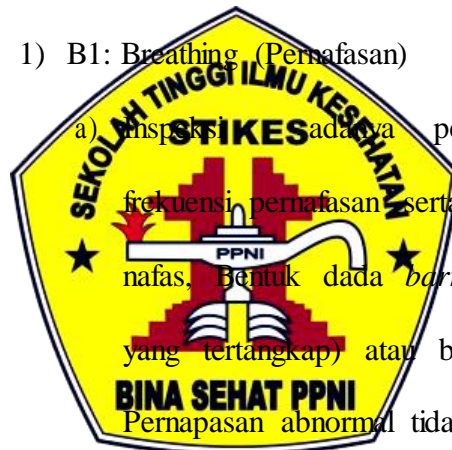 1) B1: Breathing (Pernafasan)
SEKOLAH TINGGI ILMU KESEHATAN
a) Inspeksi adanya
STIKES
frekuensi pernafasan serta
PPNI
nafas, Bentuk dada
yang tertangkap) atau
BINA SEHAT PPNI
Pernapasan abnormal